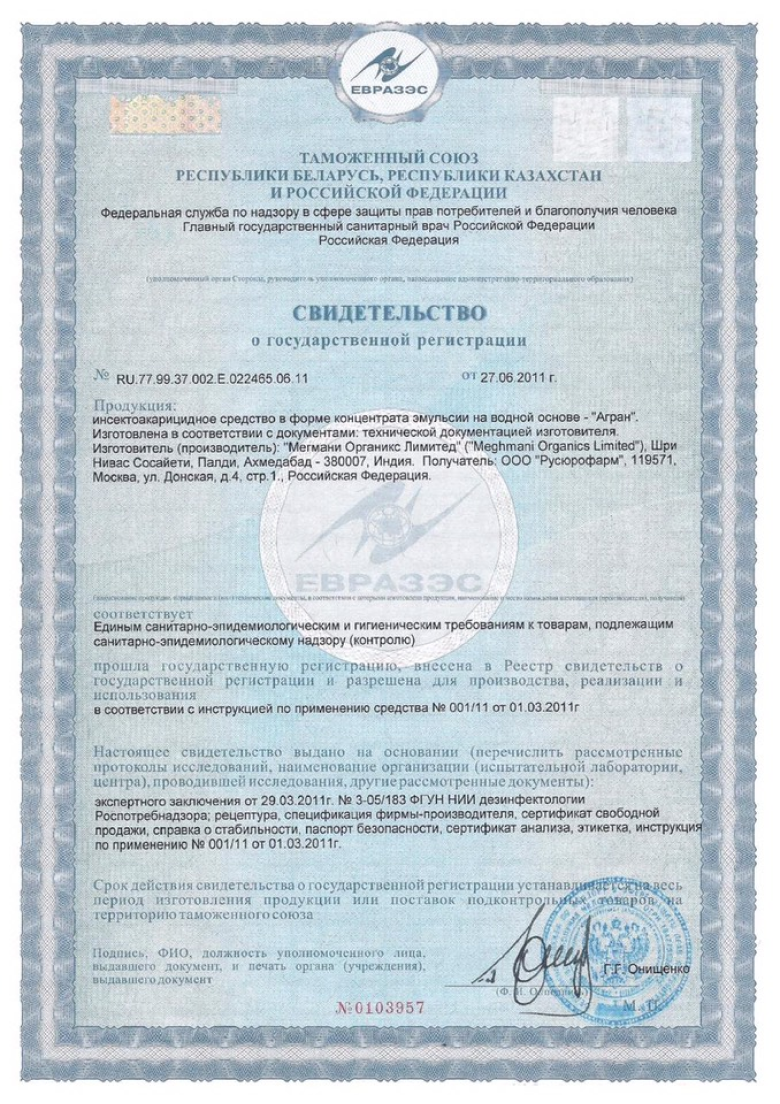 ЕВРАЗЭС
ТАМОЖЕННЫЙ СОЮЗ
РЕСПУБЛИКИ БЕЛАРУСЬ, РЕСПУБЛИКИ КАЗАХСТАН
И РОССИЙСКОЙ ФЕДЕРАЦИИ
Федеральная служба по надзору в сфере защиты прав потребителей и благополучия человека
Главный государственный санитарный врач Российской Федерации
Российская Федерация
(уполномоченный орган Стороны, руководитель уполномоченного органа, наименование административно-территориального образования)
СВИДЕТЕЛЬСТВО
о государственной регистрации
№ RU.77.99.37.002.Е.022465.06.11 от 27.06.2011 г.
Продукция:
инсектоакарицидное средство в форме концентрата эмульсии на водной основе - "Агран".
Изготовлена в соответствии с документами: технической документацией изготовителя.
Изготовитель (производитель): "Мегмани Органикс Лимитед" ("Meghmani Organics Limited"), Шри
Нивас Сосайети, Палди, Ахмедабад - 380007, Индия. Получатель: ООО "Русюрофарм", 119571,
Москва, ул. Донская, д.4, стр.1., Российская Федерация.
ЕВРАЗЭС
соответствует
Единым санитарно-эпидемиологическим и гигиеническим требованиям к товарам, подлежащим
санитарно-эпидемиологическому надзору (контролю)
прошла государственную регистрацию, внесена в Реестр свидетельств о
государственной регистрации и разрешена для производства, реализации и
использования
в соответствии с инструкцией по применению средства № 001/11 от 01.03.2011г
Настоящее свидетельство выдано на основании (перечислить рассмотренные
протоколы исследований, наименование организации (испытательной лаборатории,
центра), проводившей исследования, другие рассмотренные документы):
экспертного заключения от 29.03.2011г. № 3-05/183 ФГУН НИИ дезинфектологии
Роспотребнадзора; рецептура, спецификация фирмы-производителя, сертификат свободной
продажи, справка о стабильности, паспорт безопасности, сертификат анализа, этикетка, инструкция
по применению № 001/11 от 01.03.2011г.
Срок действия свидетельства о государственной регистрации устанавливается на весь
период изготовления продукции или поставок подконтрольных товаров на
территорию таможенного союза
Подпись, ФИО, должность уполномоченного лица,
выдавшего документ, и печать органа (учреждения),
выдавшего документ
Г.Г. Онищенко
М. П.
№0103957